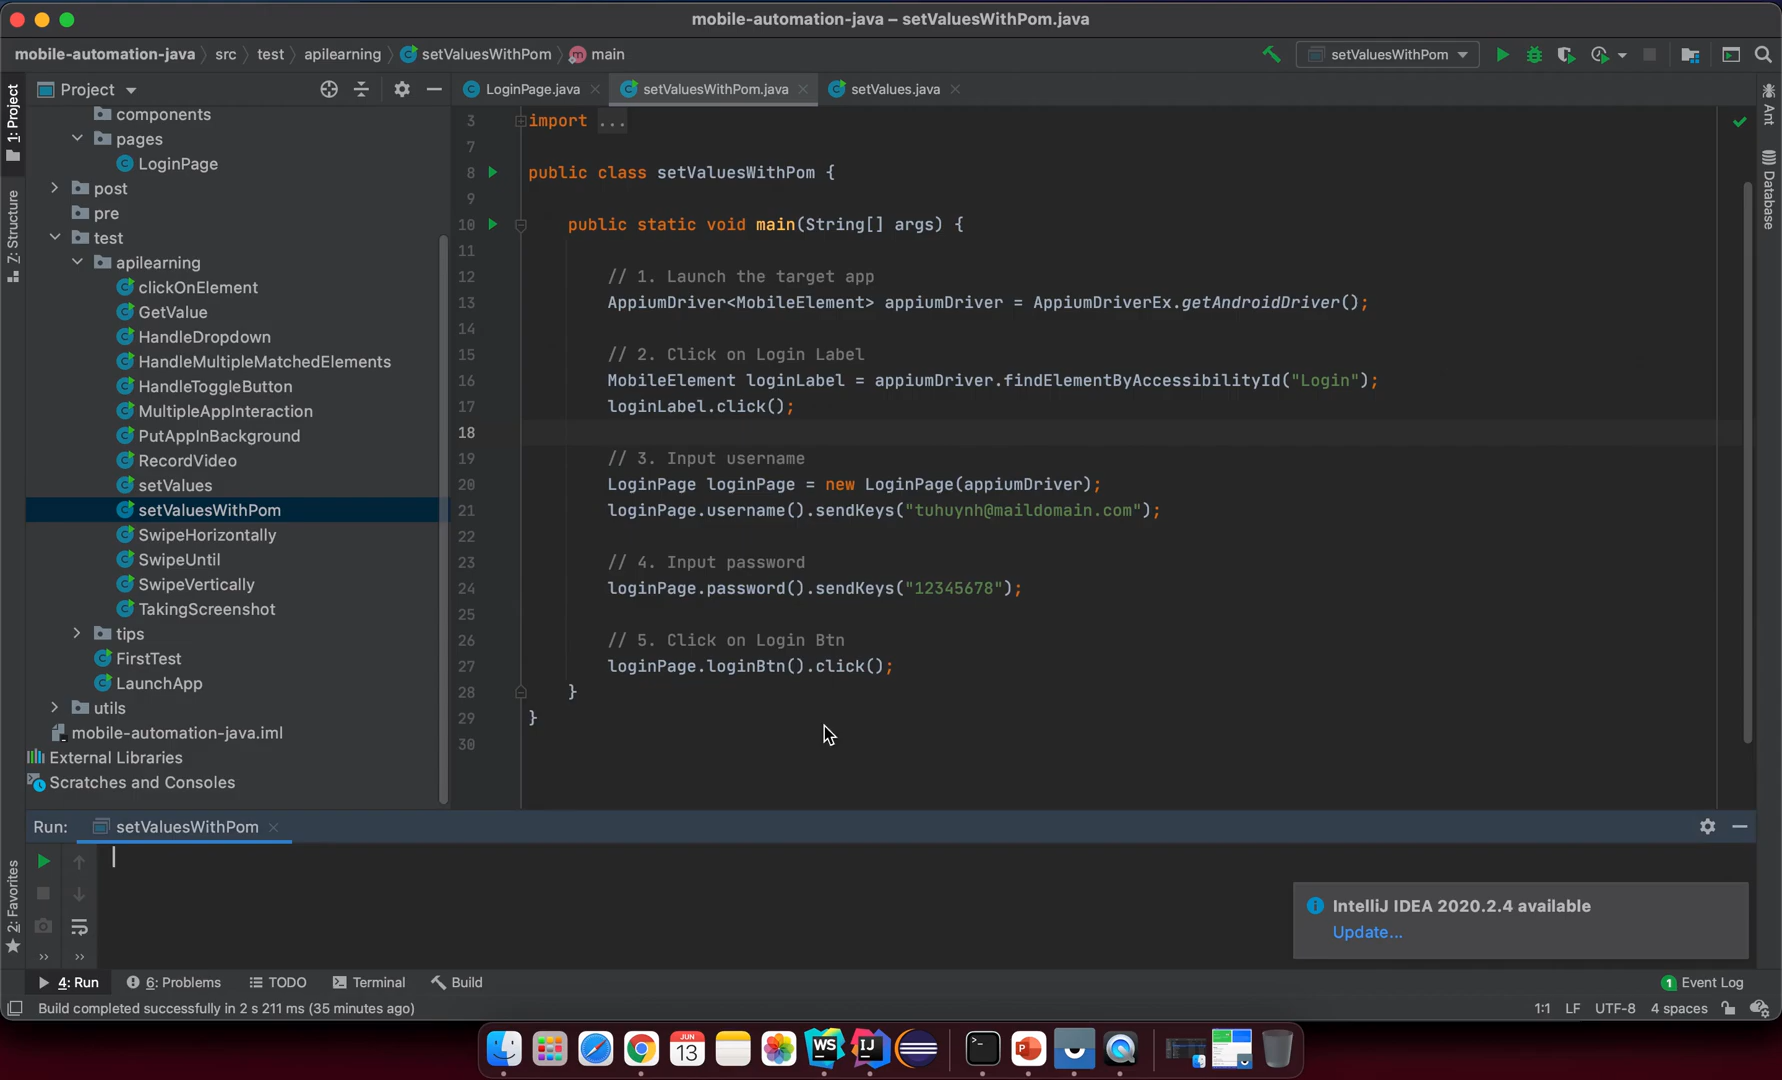 mobile-automation-java – setValuesWithPom.java
mobile-automation-java src test apilearning setValuesWithPom main
setValuesWithPom
1: Project
7: Structure
2: Favorites
Project
components
pages
LoginPage
post
pre
test
apilearning
clickOnElement
GetValue
HandleDropdown
HandleMultipleMatchedElements
HandleToggleButton
MultipleAppInteraction
PutAppInBackground
RecordVideo
setValues
setValuesWithPom
SwipeHorizontally
SwipeUntil
SwipeVertically
TakingScreenshot
tips
FirstTest
LaunchApp
utils
mobile-automation-java.iml
External Libraries
Scratches and Consoles
LoginPage.java setValuesWithPom.java setValues.java
3 import ...
7
8 public class setValuesWithPom {
9
10 public static void main(String[] args) {
11
12 // 1. Launch the target app
13 AppiumDriver<MobileElement> appiumDriver = AppiumDriverEx.getAndroidDriver();
14
15 // 2. Click on Login Label
16 MobileElement loginLabel = appiumDriver.findElementByAccessibilityId("Login");
17 loginLabel.click();
18
19 // 3. Input username
20 LoginPage loginPage = new LoginPage(appiumDriver);
21 loginPage.username().sendKeys("tuhuynh@maildomain.com");
22
23 // 4. Input password
24 loginPage.password().sendKeys("12345678");
25
26 // 5. Click on Login Btn
27 loginPage.loginBtn().click();
28 }
29 }
30
Ant
Database
Run: setValuesWithPom
IntelliJ IDEA 2020.2.4 available
Update...
4: Run 6: Problems TODO Terminal Build 1 Event Log
Build completed successfully in 2 s 211 ms (35 minutes ago) 1:1 LF UTF-8 4 spaces
JUN
13
WS
IJ